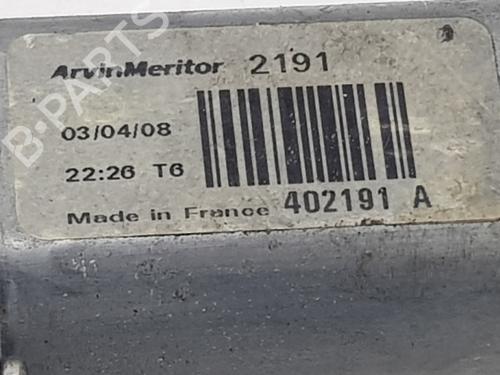 ArvinMeritor 2191
03/04/08
22:26 T6
Made in France 402191 A
B-PARTS